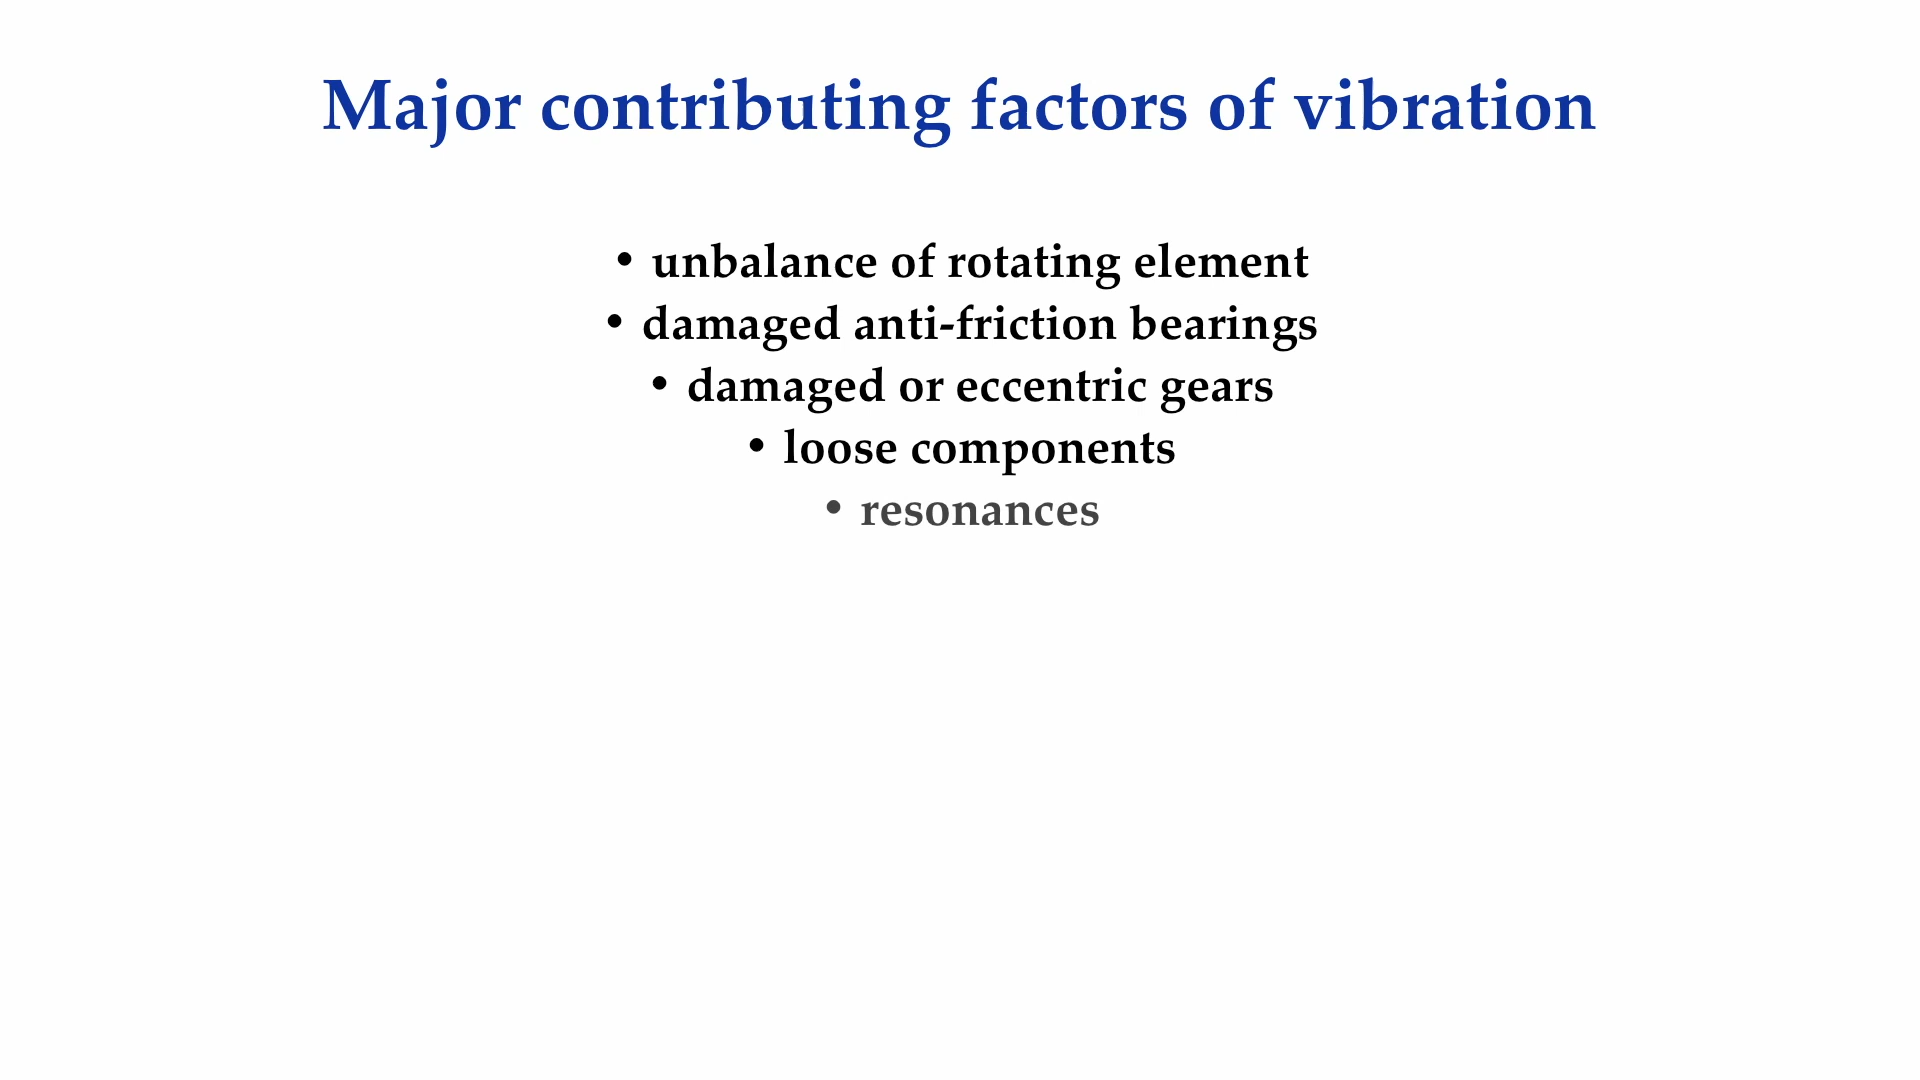 Major contributing factors of vibration
• unbalance of rotating element
• damaged anti-friction bearings
• damaged or eccentric gears
• loose components
• resonances